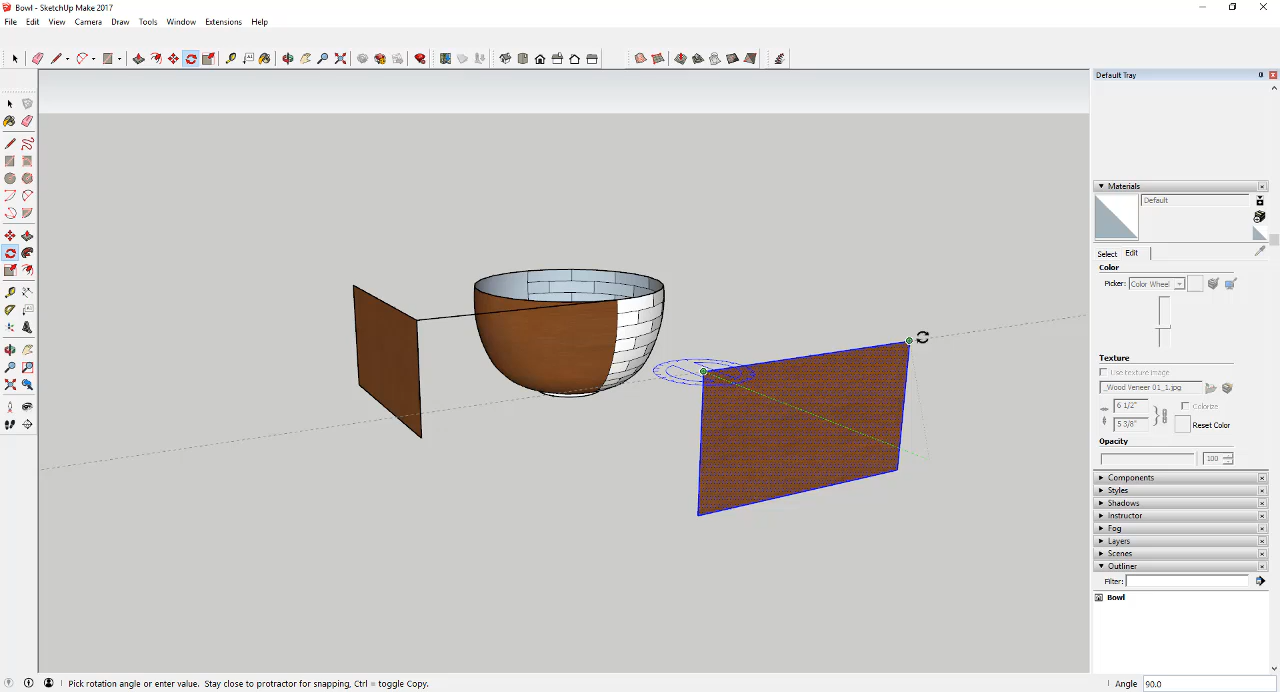 Bowl - SketchUp Make 2017
File Edit View Camera Draw Tools Window Extensions Help
Default Tray
Materials
Default
Select Edit
Color
Picker: Color Wheel
Texture
Use texture image
_Wood Veneer 01_1.jpg
6 1/2" Colorize
5 3/8" Reset Color
Opacity
100
Components
Styles
Shadows
Instructor
Fog
Layers
Scenes
Outliner
Filter:
Bowl
Pick rotation angle or enter value. Stay close to protractor for snapping, Ctrl = toggle Copy. Angle 90.0